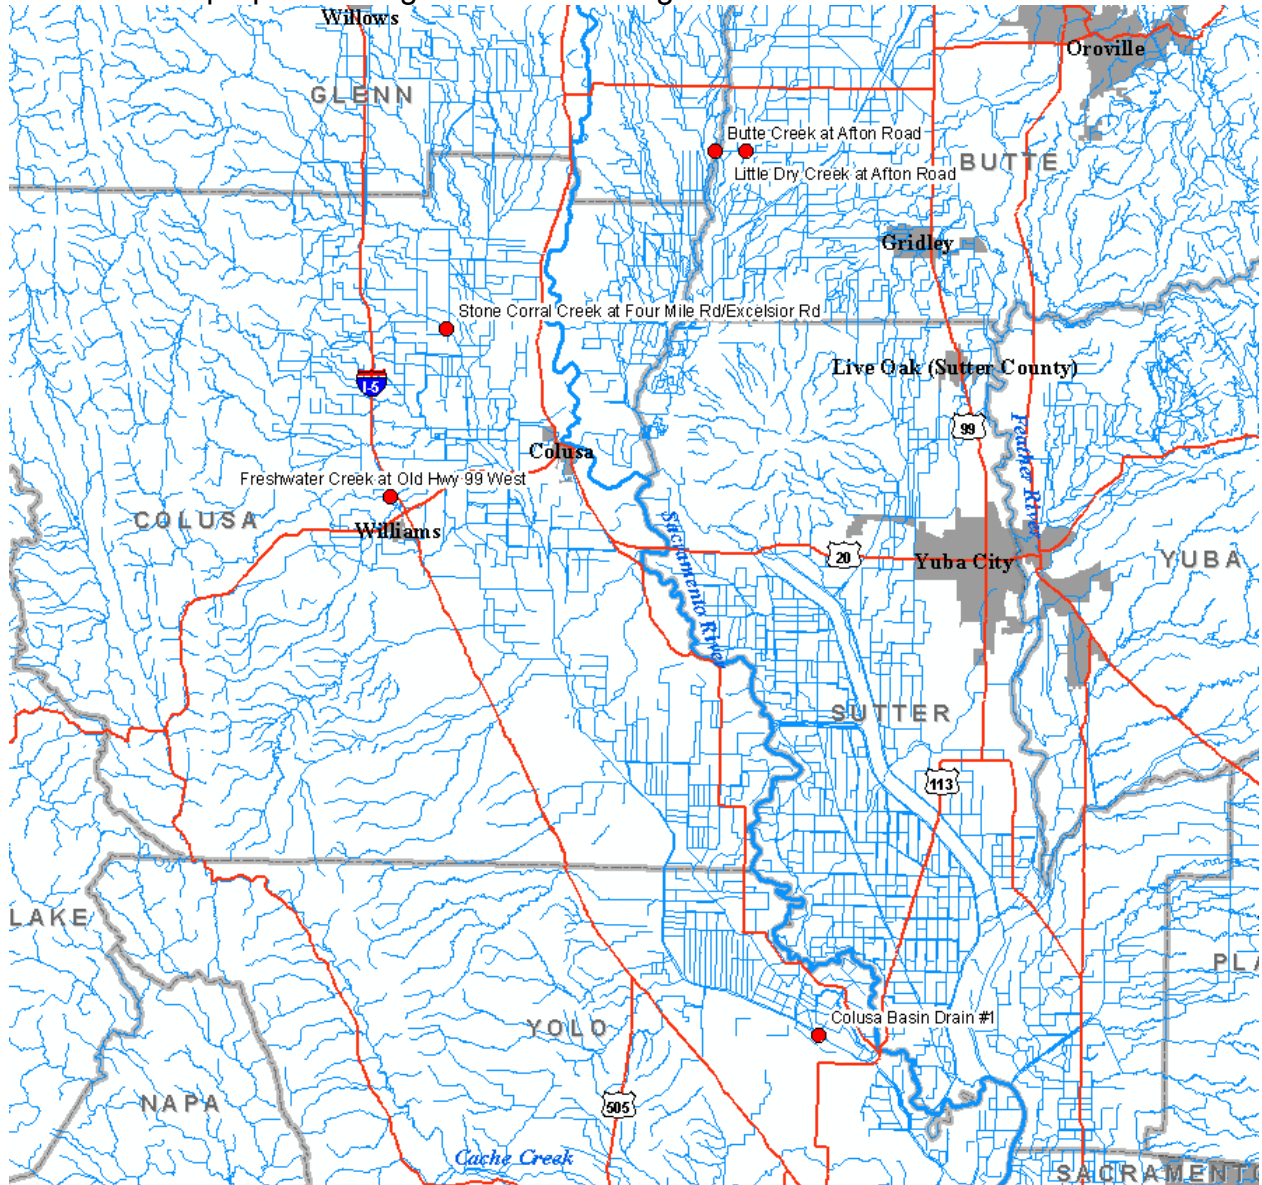 Willows
Oroville
GLENN
Butte Creek at Afton Road
BUTTE
Little Dry Creek at Afton Road
Gridley
Stone Corral Creek at Four Mile Rd/Excelsior Rd
Live Oak (Sutter County)
I-5
99
Feather River
Colusa
Freshwater Creek at Old Hwy 99 West
COLUSA
Williams
Sacramento River
20
Yuba City
YUBA
SUTTER
113
LAKE
PLA
Colusa Basin Drain #1
YOLO
NAPA
505
Cache Creek
SACRAMENTO